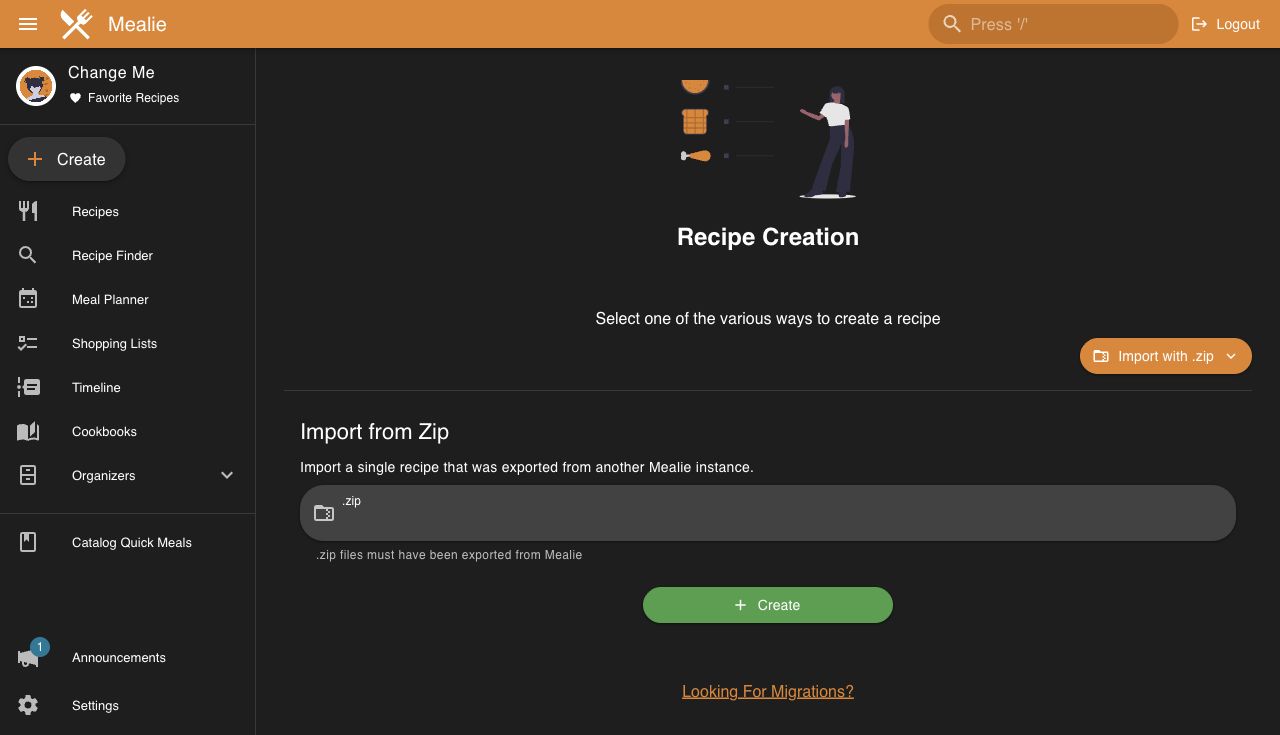 Mealie
Press '/'
Logout
Change Me
Favorite Recipes
Create
Recipes
Recipe Finder
Meal Planner
Shopping Lists
Timeline
Cookbooks
Organizers
Catalog Quick Meals
1
Announcements
Settings
Recipe Creation
Select one of the various ways to create a recipe
Import with .zip
Import from Zip
Import a single recipe that was exported from another Mealie instance.
.zip
.zip files must have been exported from Mealie
Create
Looking For Migrations?